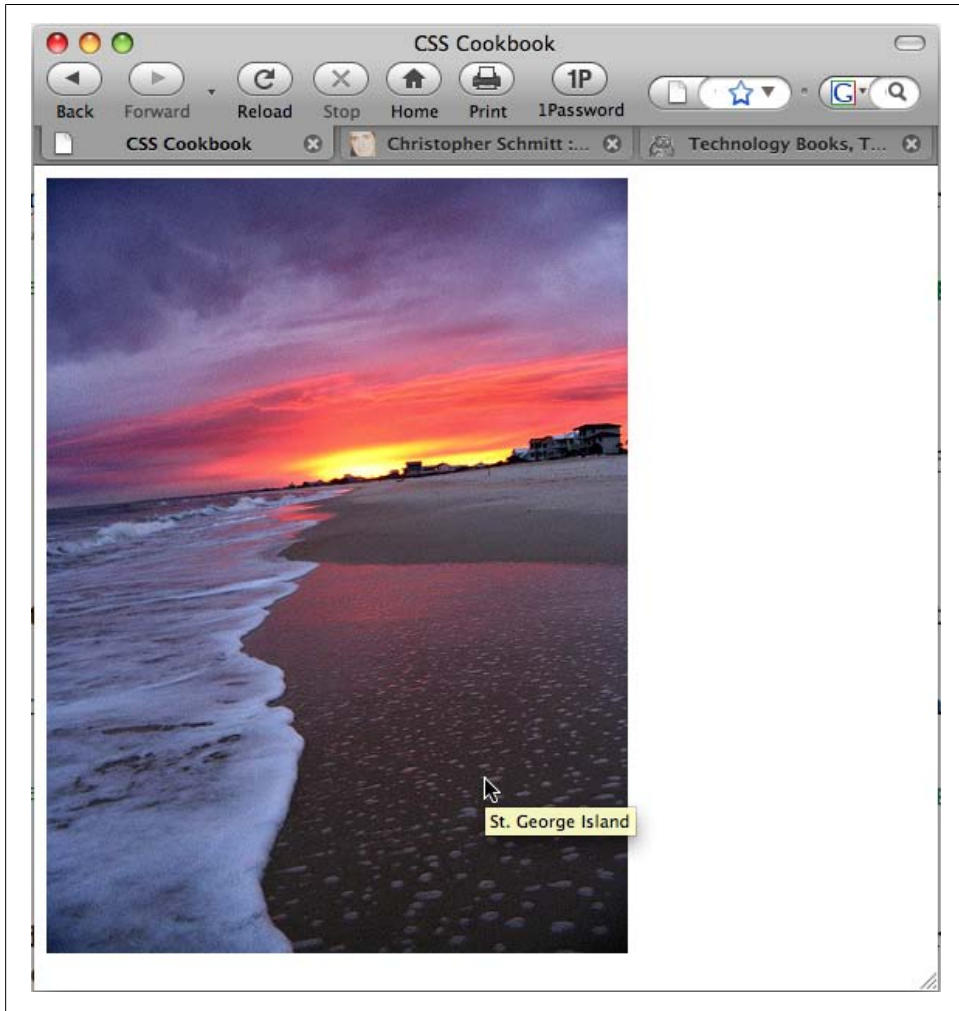 CSS Cookbook
Back Forward Reload Stop Home Print 1Password
1P
G
CSS Cookbook Christopher Schmitt :... Technology Books, T...
St. George Island